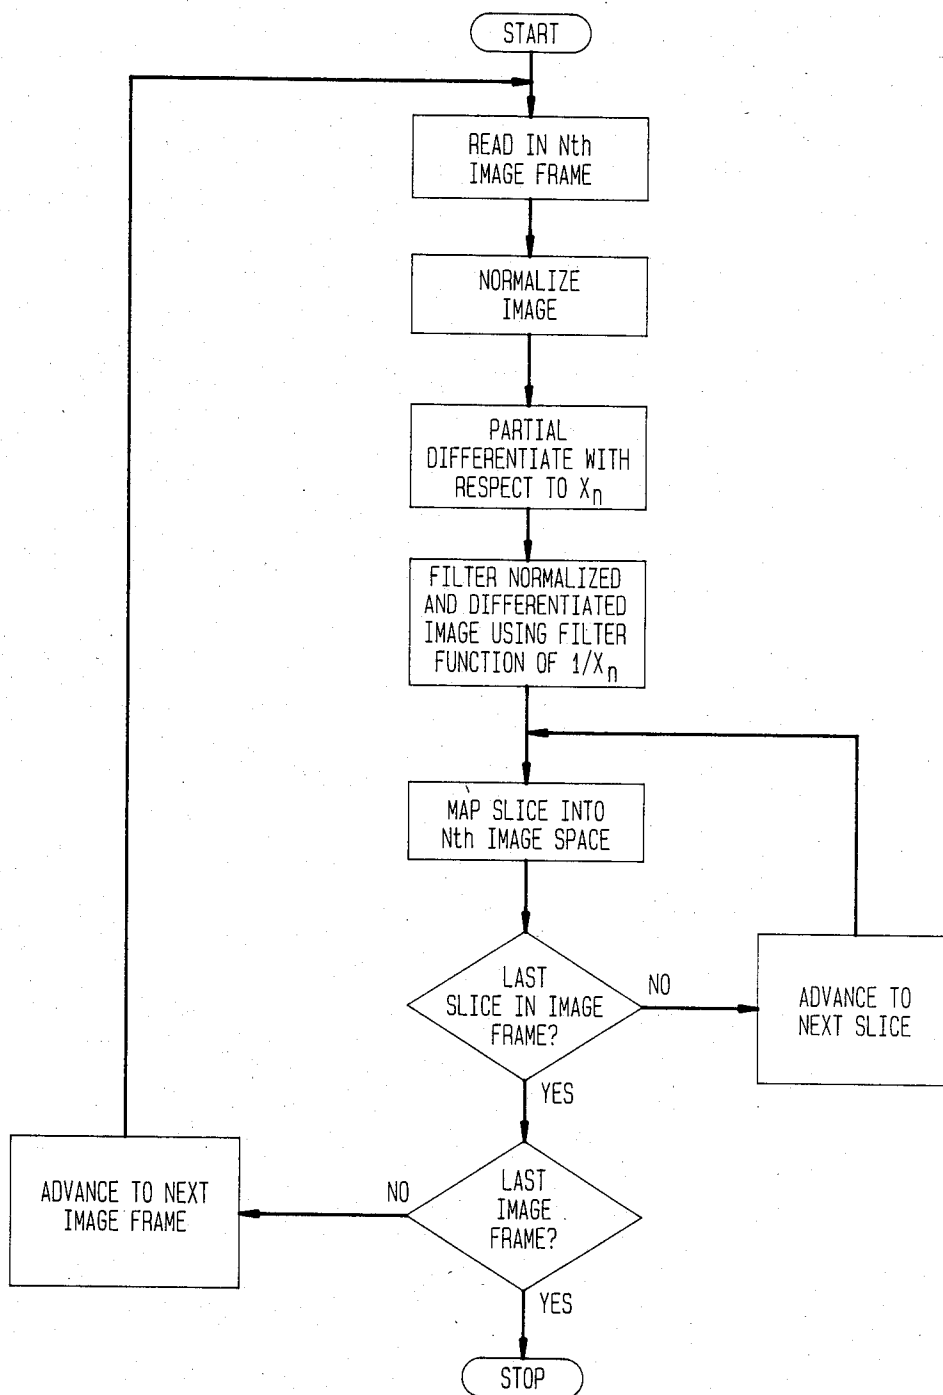 START
READ IN Nth
IMAGE FRAME
NORMALIZE
IMAGE
PARTIAL
DIFFERENTIATE WITH
RESPECT TO Xn
FILTER NORMALIZED
AND DIFFERENTIATED
IMAGE USING FILTER
FUNCTION OF 1/Xn
MAP SLICE INTO
Nth IMAGE SPACE
LAST
SLICE IN IMAGE
FRAME?
NO
ADVANCE TO
NEXT SLICE
YES
ADVANCE TO NEXT
IMAGE FRAME
NO
LAST
IMAGE
FRAME?
YES
STOP